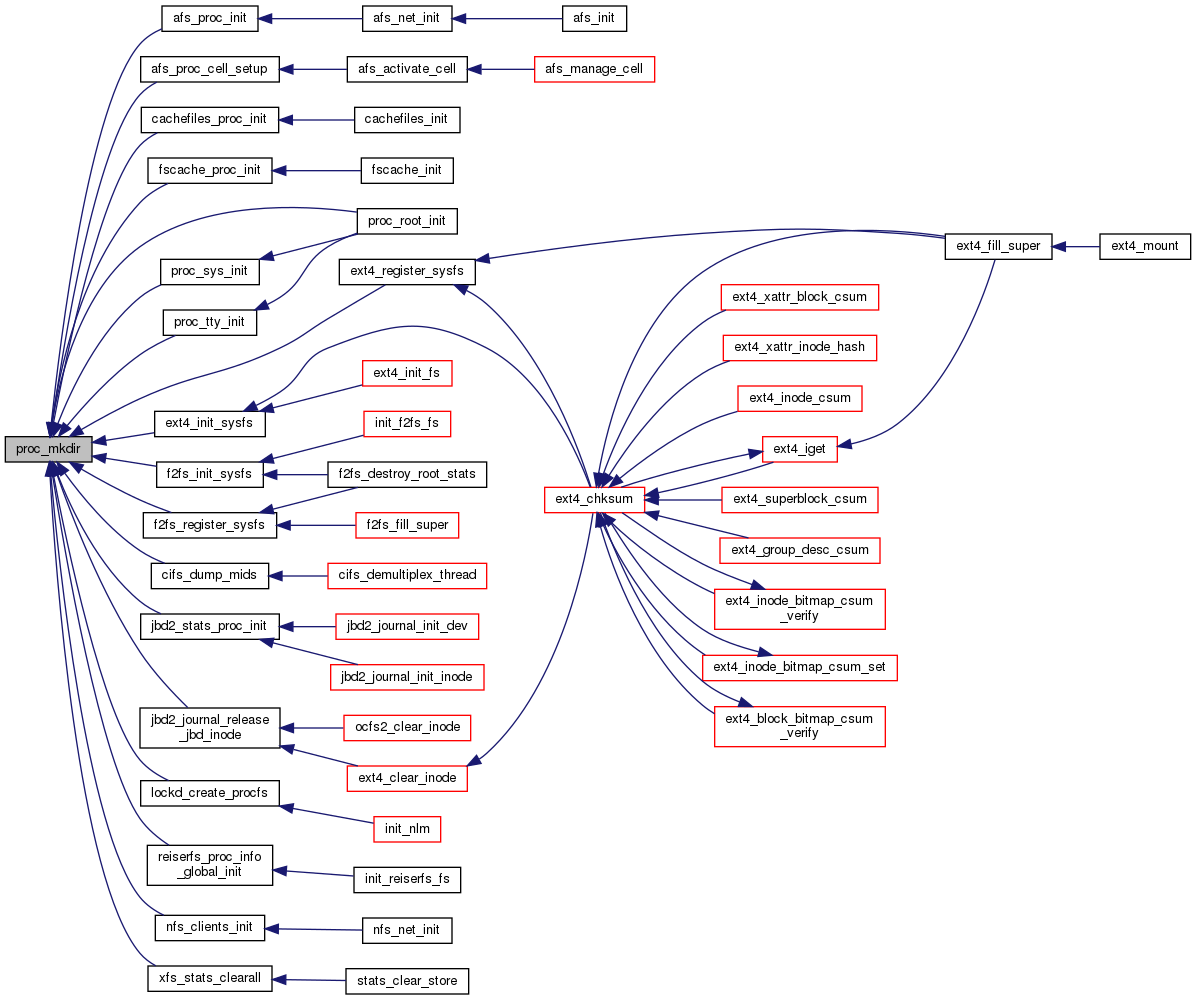 afs_proc_init
afs_net_init
afs_init
afs_proc_cell_setup
afs_activate_cell
afs_manage_cell
cachefiles_proc_init
cachefiles_init
fscache_proc_init
fscache_init
proc_root_init
proc_sys_init
ext4_register_sysfs
ext4_fill_super
ext4_mount
proc_tty_init
ext4_xattr_block_csum
ext4_xattr_inode_hash
ext4_init_fs
ext4_inode_csum
ext4_init_sysfs
init_f2fs_fs
proc_mkdir
ext4_iget
f2fs_init_sysfs
f2fs_destroy_root_stats
ext4_chksum
ext4_superblock_csum
f2fs_register_sysfs
f2fs_fill_super
ext4_group_desc_csum
cifs_dump_mids
cifs_demultiplex_thread
ext4_inode_bitmap_csum
_verify
jbd2_stats_proc_init
jbd2_journal_init_dev
jbd2_journal_init_inode
ext4_inode_bitmap_csum_set
jbd2_journal_release
_jbd_inode
ocfs2_clear_inode
ext4_block_bitmap_csum
_verify
ext4_clear_inode
lockd_create_procfs
init_nlm
reiserfs_proc_info
_global_init
init_reiserfs_fs
nfs_clients_init
nfs_net_init
xfs_stats_clearall
stats_clear_store